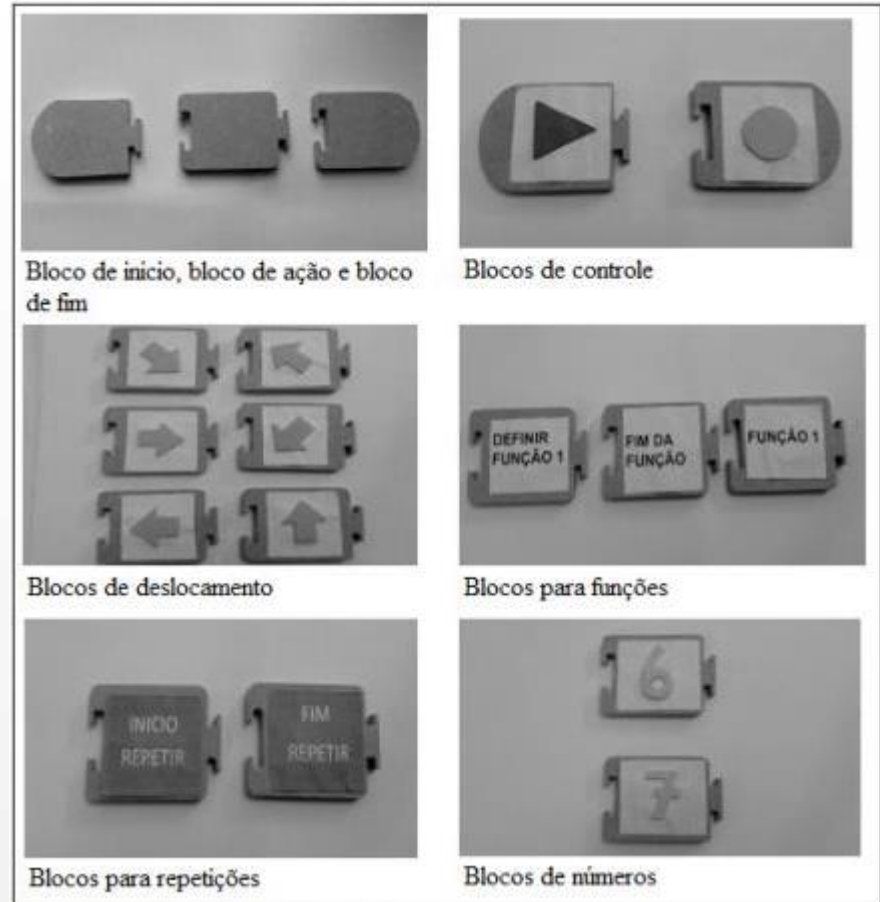 Bloco de inicio, bloco de ação e bloco
de fim
Blocos de controle
Blocos de deslocamento
DEFINIR
FUNÇÃO 1
FIM DA
FUNÇÃO
FUNÇÃO 1
Blocos para funções
INICIO
REPETIR
FIM
REPETIR
Blocos para repetições
6
7
Blocos de números